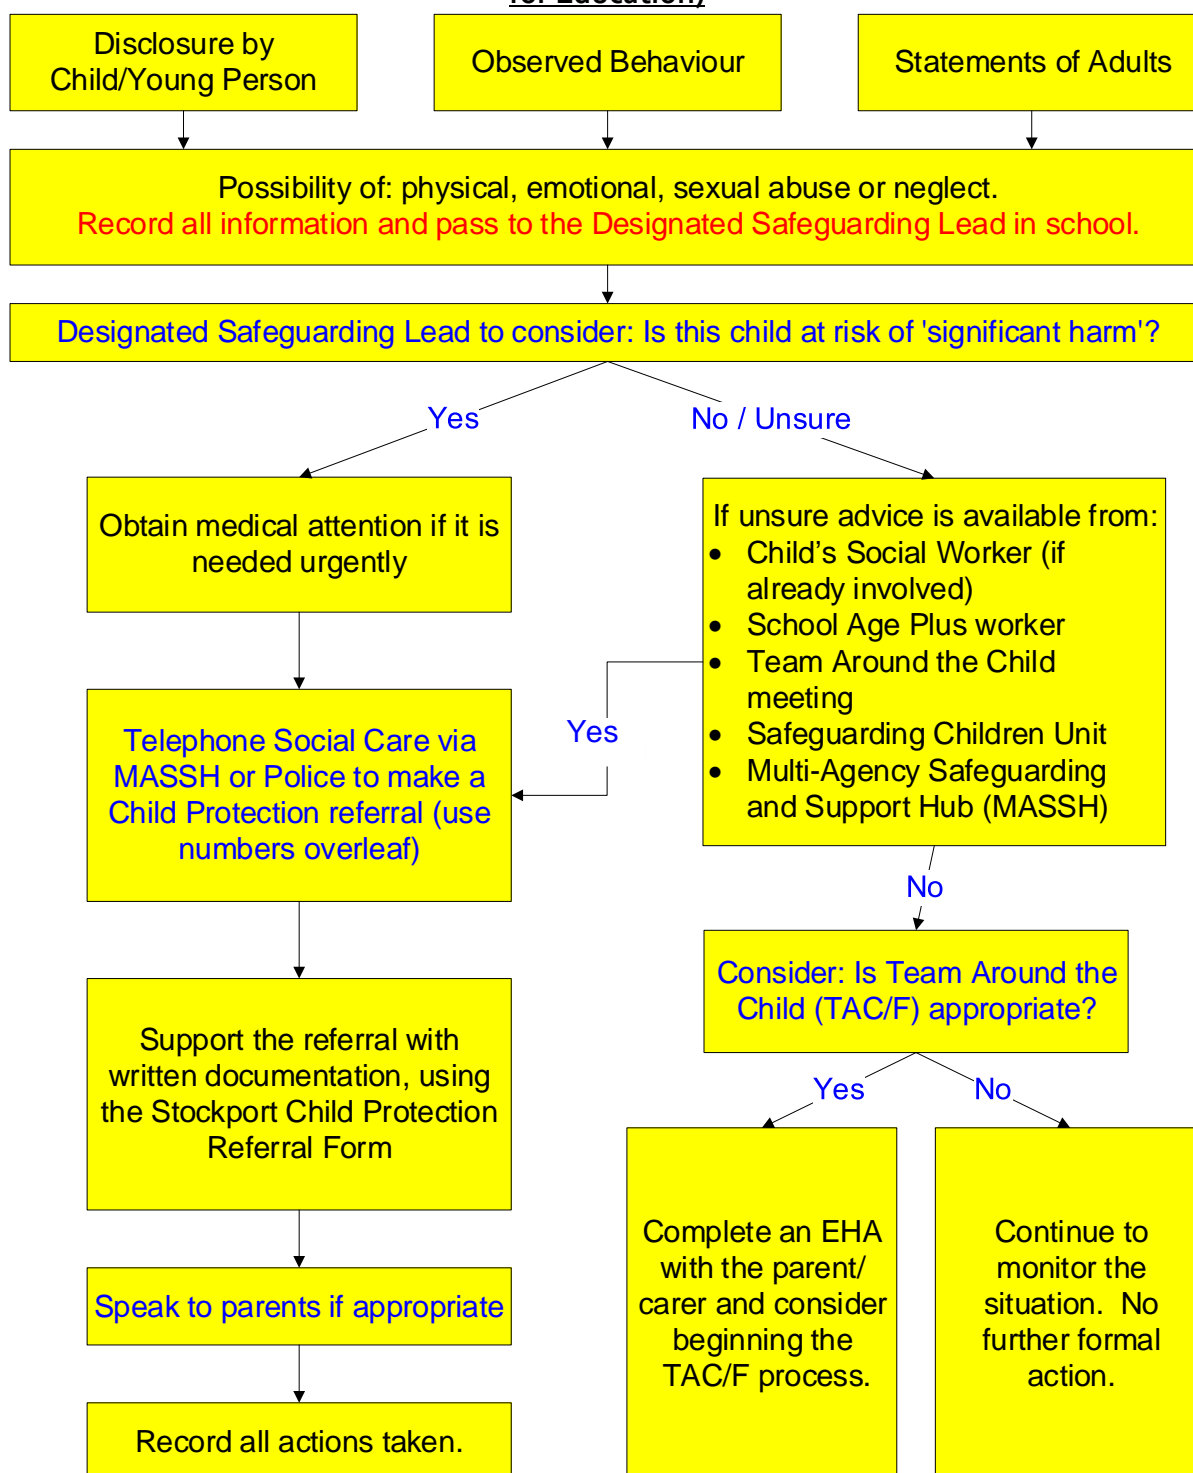 for Education)
Disclosure by
Child/Young Person
Observed Behaviour
Statements of Adults
Possibility of: physical, emotional, sexual abuse or neglect.
Record all information and pass to the Designated Safeguarding Lead in school.
Designated Safeguarding Lead to consider: Is this child at risk of 'significant harm'?
Yes
No / Unsure
Obtain medical attention if it is
needed urgently
If unsure advice is available from:
• Child’s Social Worker (if
already involved)
• School Age Plus worker
• Team Around the Child
meeting
• Safeguarding Children Unit
• Multi-Agency Safeguarding
and Support Hub (MASSH)
Yes
Telephone Social Care via
MASSH or Police to make a
Child Protection referral (use
numbers overleaf)
No
Consider: Is Team Around the
Child (TAC/F) appropriate?
Support the referral with
written documentation, using
the Stockport Child Protection
Referral Form
Yes
No
Complete an EHA
with the parent/
carer and consider
beginning the
TAC/F process.
Continue to
monitor the
situation.  No
further formal
action.
Speak to parents if appropriate
Record all actions taken.